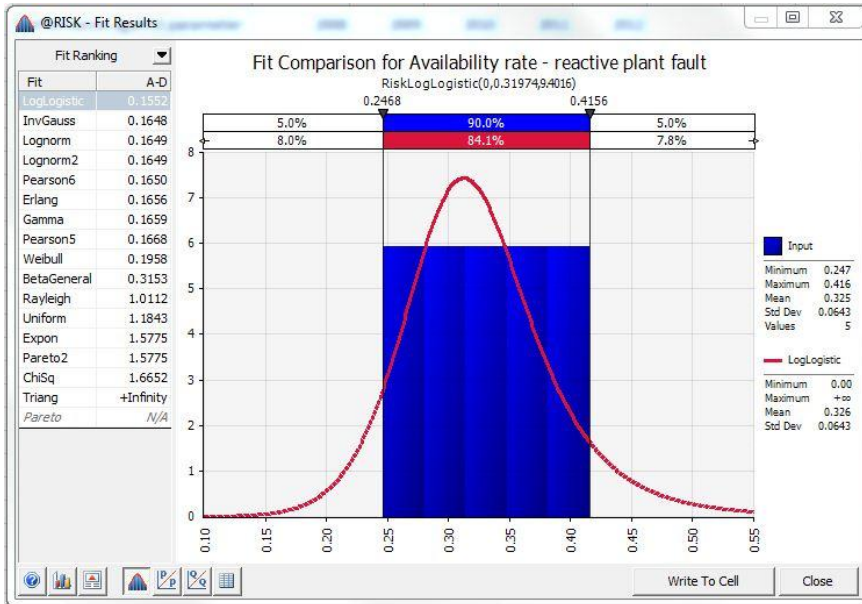 @RISK - Fit Results
parameter 2008 2009 2010 2011 2012
Fit Ranking
Fit A-D
LogLogistic 0.1552
InvGauss 0.1648
Lognorm 0.1649
Lognorm2 0.1649
Pearson6 0.1650
Erlang 0.1656
Gamma 0.1659
Pearson5 0.1668
Weibull 0.1958
BetaGeneral 0.3153
Rayleigh 1.0112
Uniform 1.1843
Expon 1.5775
Pareto2 1.5775
ChiSq 1.6652
Triang +Infinity
Pareto N/A
Fit Comparison for Availability rate - reactive plant fault
RiskLogLogistic(0,0.31974,9.4016)
0.2468 0.4156
5.0% 90.0% 5.0%
8.0% 84.1% 7.8%
8
7
6
5
4
3
2
1
0
0.10 0.15 0.20 0.25 0.30 0.35 0.40 0.45 0.50 0.55
Input
Minimum 0.247
Maximum 0.416
Mean 0.325
Std Dev 0.0643
Values 5
LogLogistic
Minimum 0.00
Maximum +∞
Mean 0.326
Std Dev 0.0643
? P/P Q/Q
Write To Cell Close